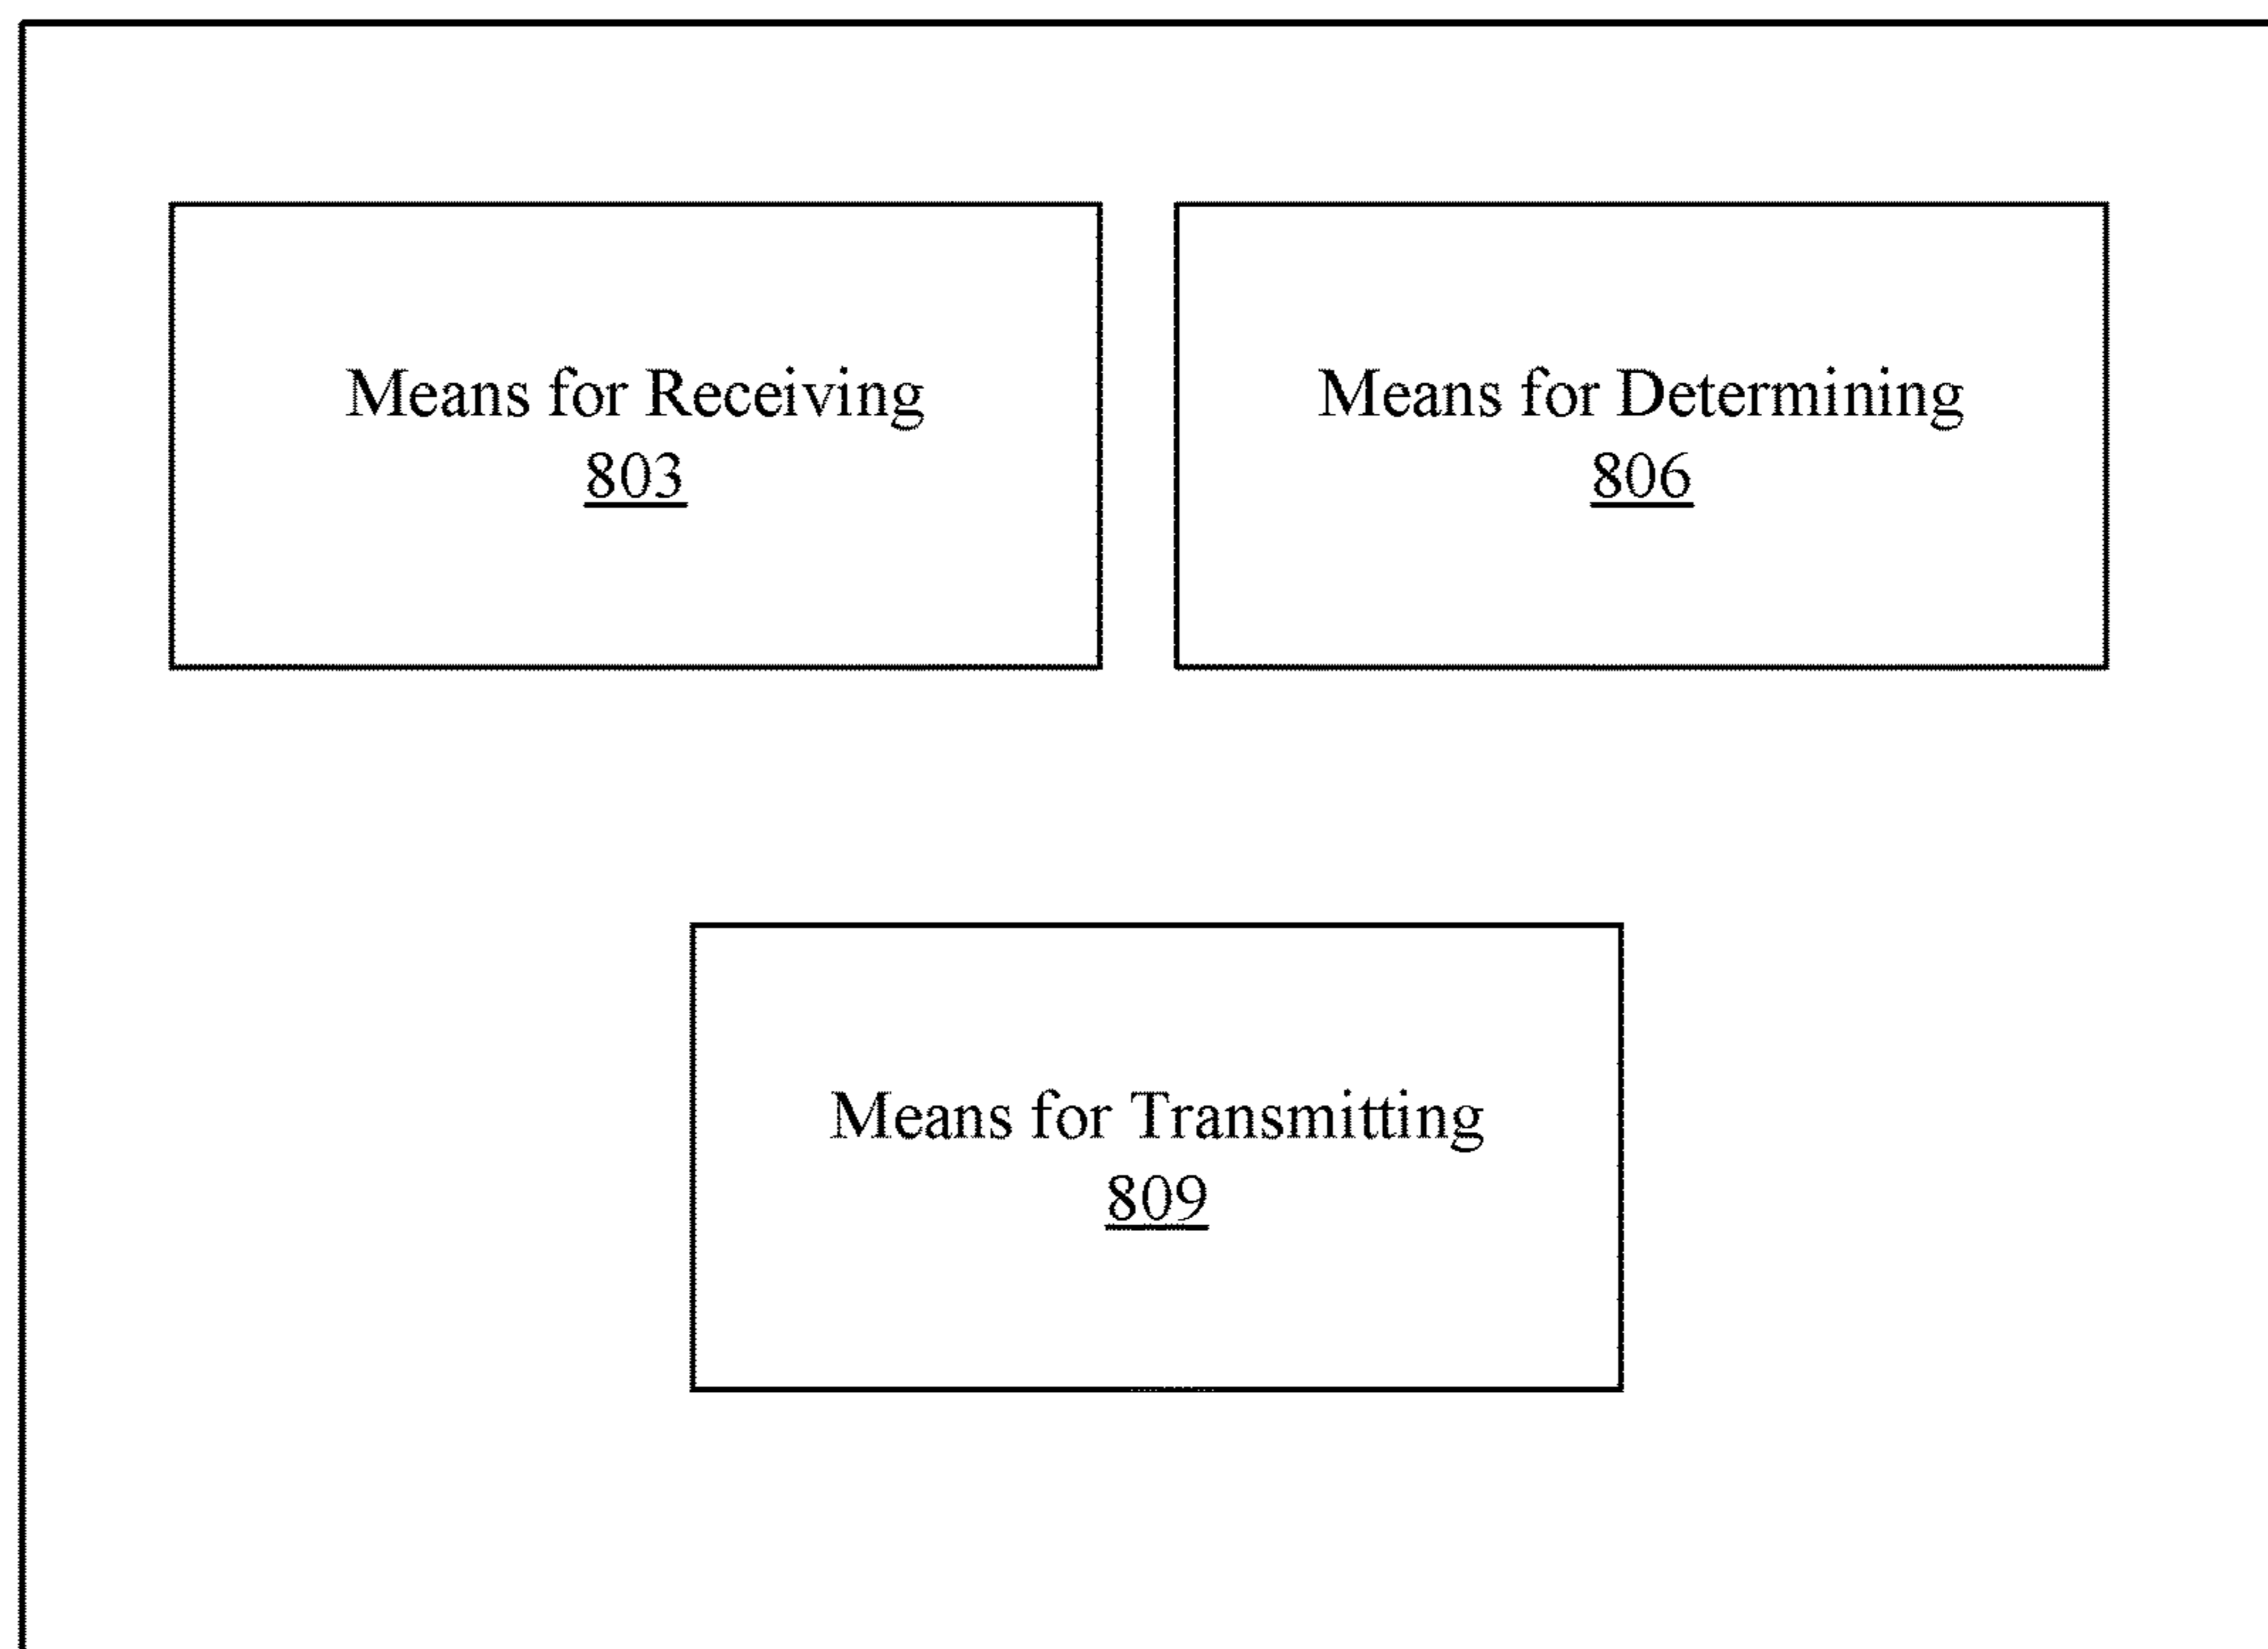 Means for Receiving
803
Means for Determining
806
Means for Transmitting
809